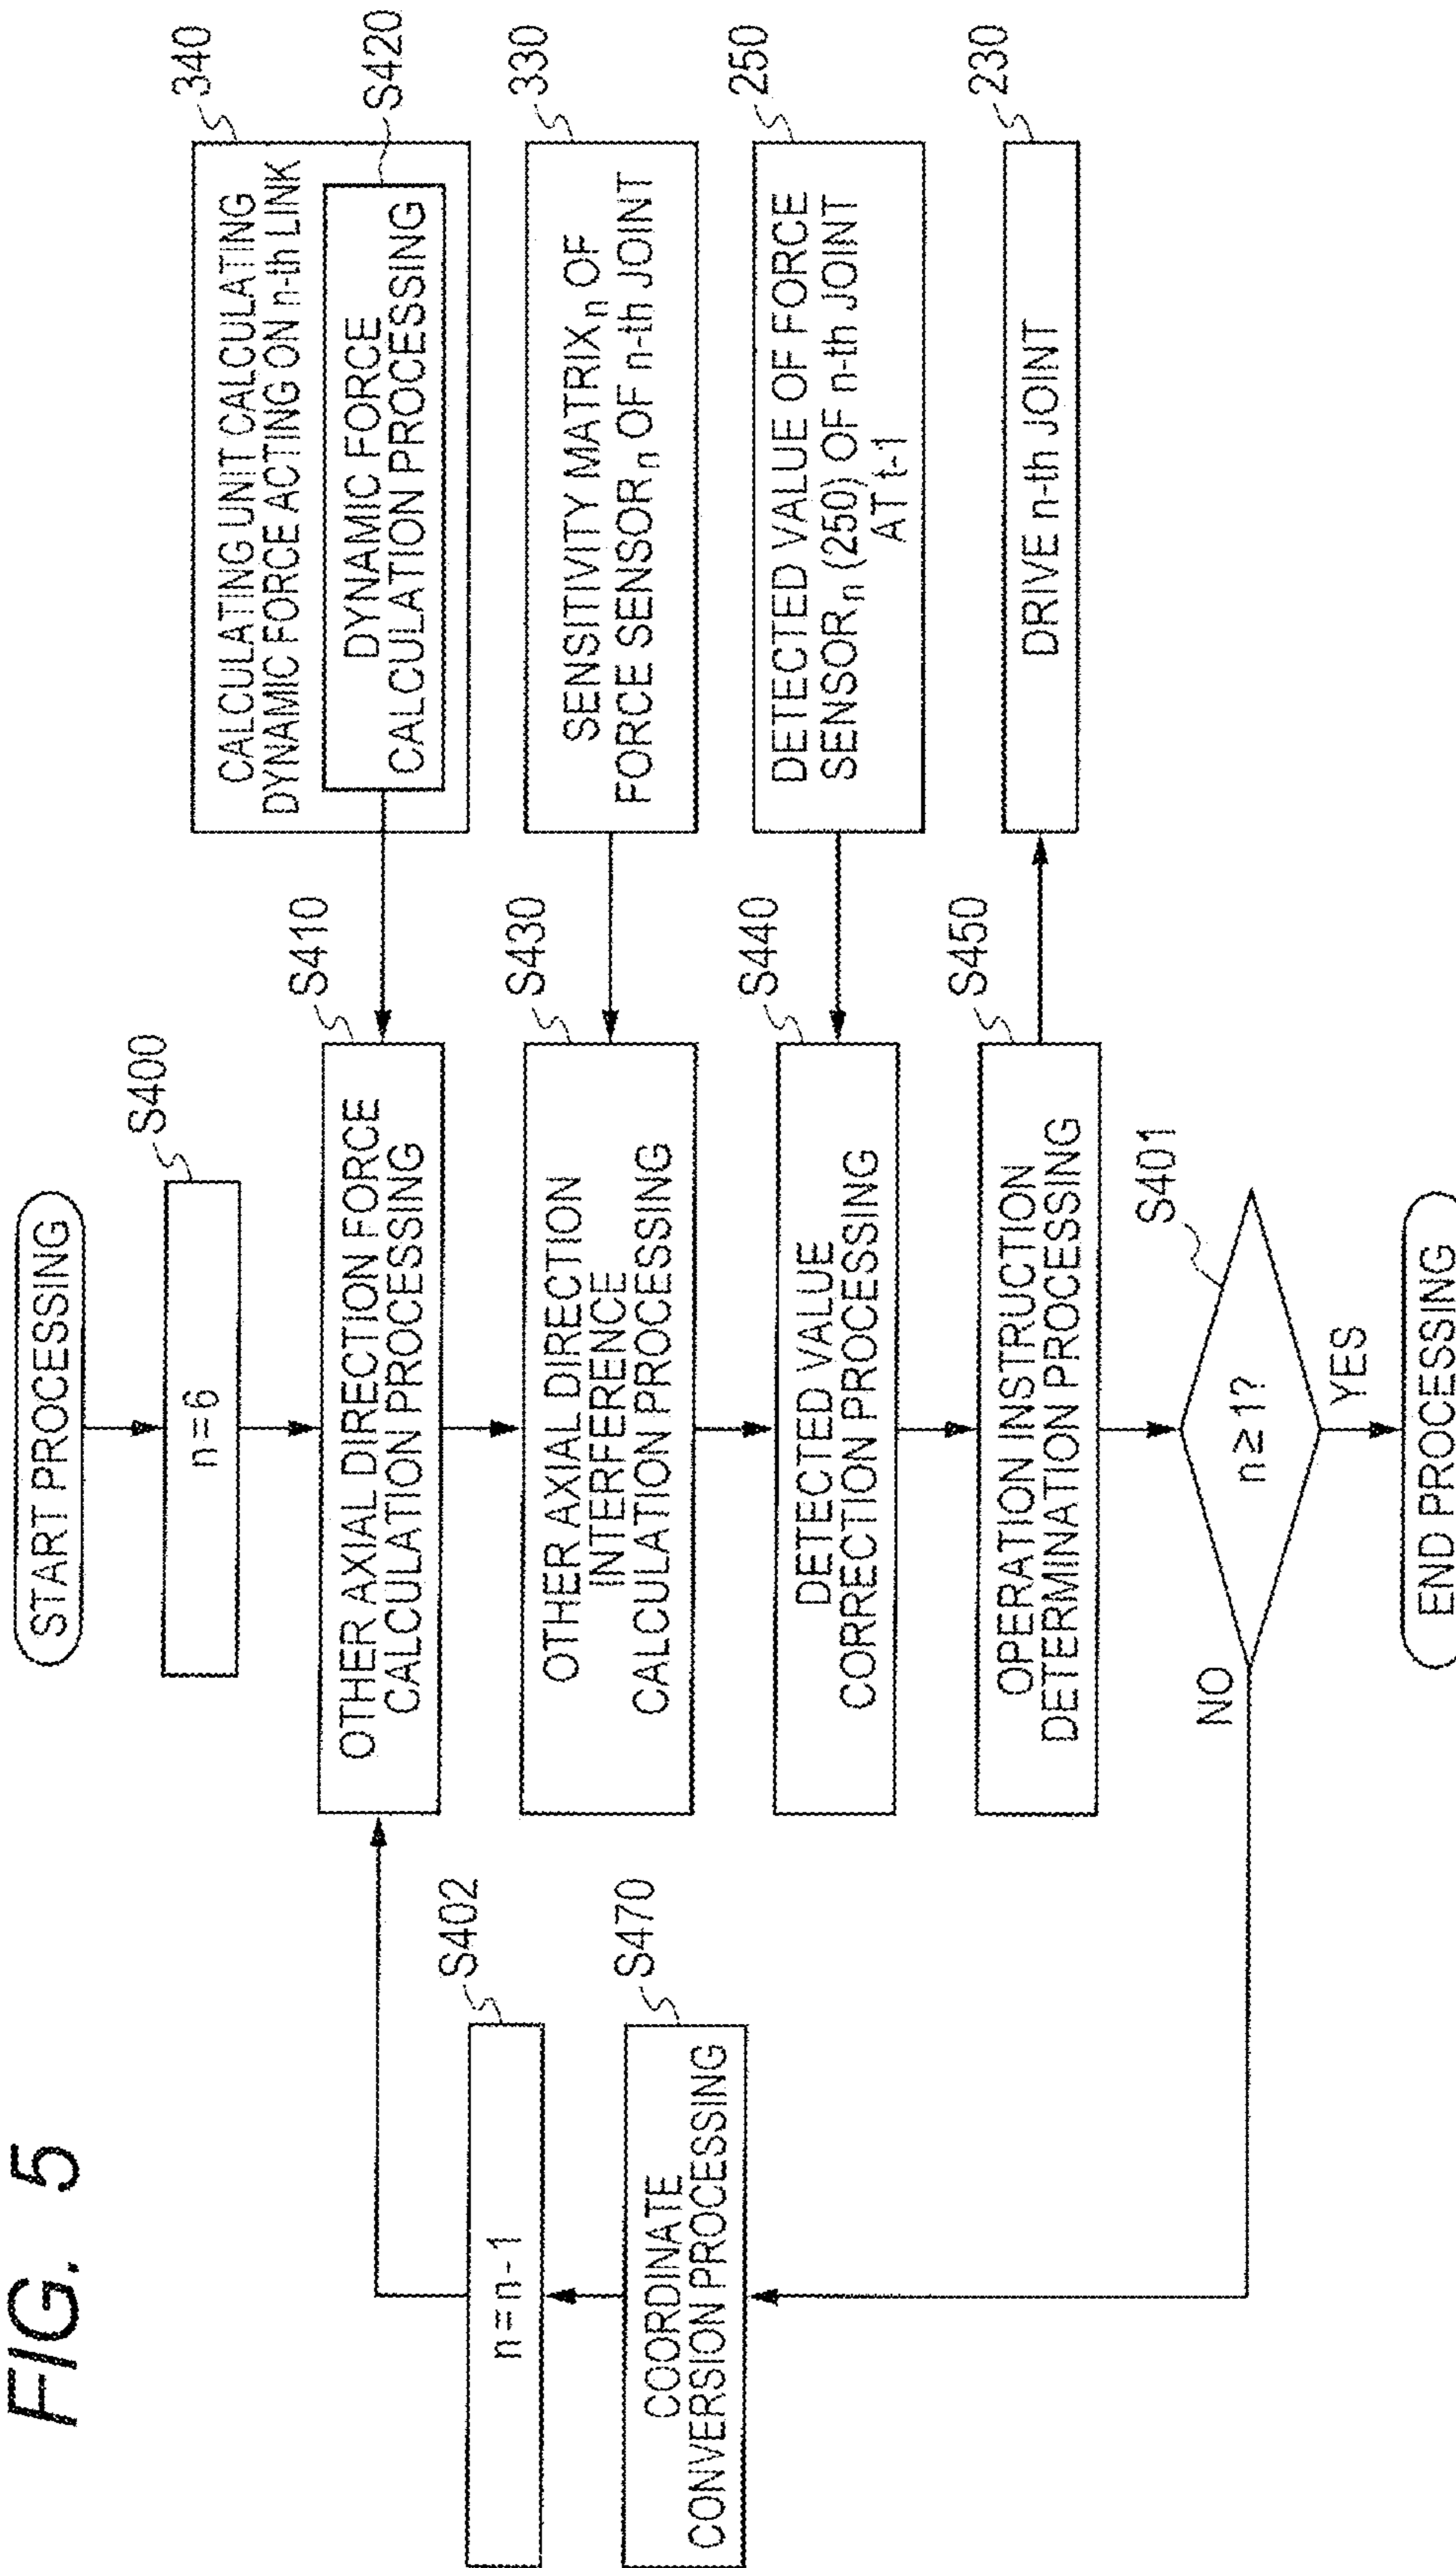 FIG. 5
START PROCESSING
S400
n=6
S410
OTHER AXIAL DIRECTION FORCE
CALCULATION PROCESSING
340
CALCULATING UNIT CALCULATING
DYNAMIC FORCE ACTING ON n-th LINK
S420
DYNAMIC FORCE
CALCULATION PROCESSING
S430
OTHER AXIAL DIRECTION
INTERFERENCE
CALCULATION PROCESSING
330
SENSITIVITY MATRIXn OF
FORCE SENSORn OF n-th JOINT
S440
DETECTED VALUE
CORRECTION PROCESSING
250
DETECTED VALUE OF FORCE
SENSORn (250) OF n-th JOINT
AT t-1
S450
OPERATION INSTRUCTION
DETERMINATION PROCESSING
230
DRIVE n-th JOINT
S401
n≥1?
NO
YES
S402
n=n-1
S470
COORDINATE
CONVERSION PROCESSING
END PROCESSING